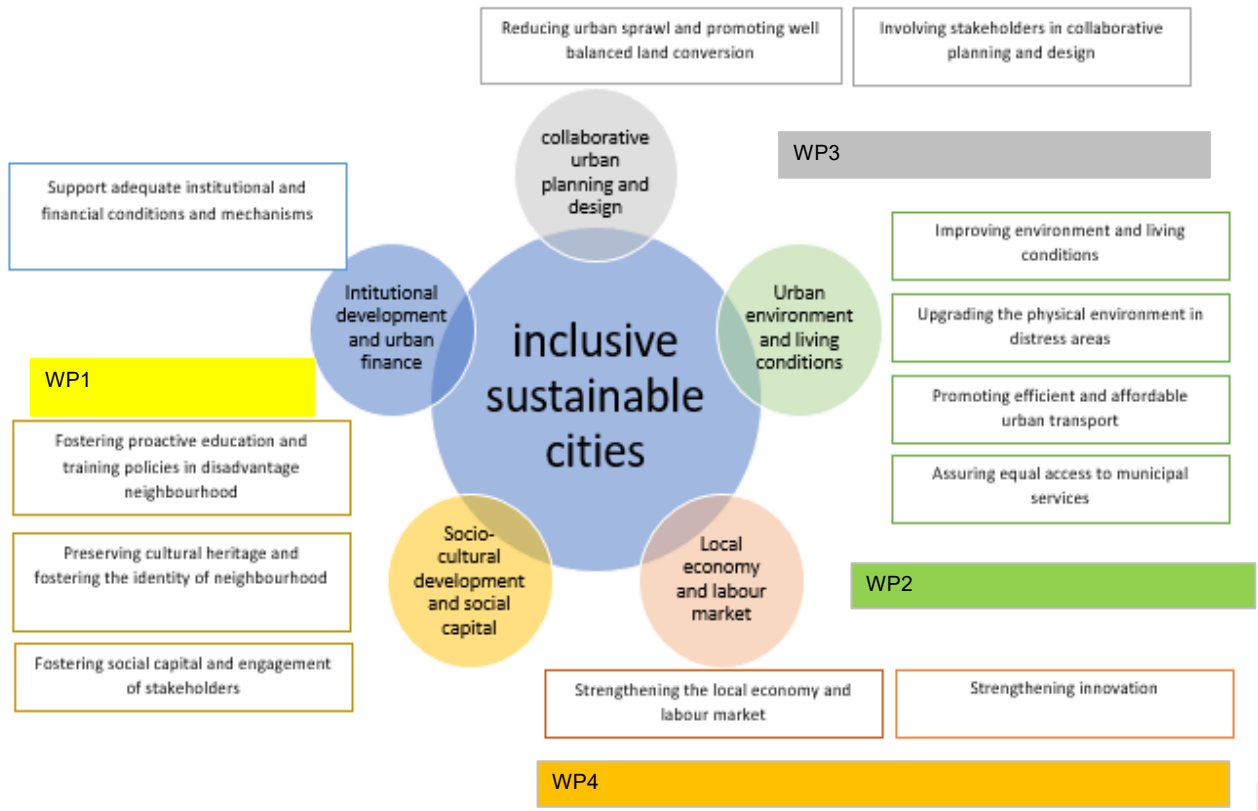 Reducing urban sprawl and promoting well
balanced land conversion
Involving stakeholders in collaborative
planning and design
collaborative
urban
planning and
design
WP3
Support adequate institutional and
financial conditions and mechanisms
Improving environment and living
conditions
Intitutional
development
and urban
finance
inclusive
sustainable
cities
Urban
environment
and living
conditions
Upgrading the physical environment in
distress areas
WP1
Promoting efficient and affordable
urban transport
Fostering proactive education and
training policies in disadvantage
neighbourhood
Assuring equal access to municipal
services
Preserving cultural heritage and
fostering the identity of neighbourhood
Socio-
cultural
development
and social
capital
Local
economy
and labour
market
WP2
Fostering social capital and engagement
of stakeholders
Strengthening the local economy and
labour market
Strengthening innovation
WP4